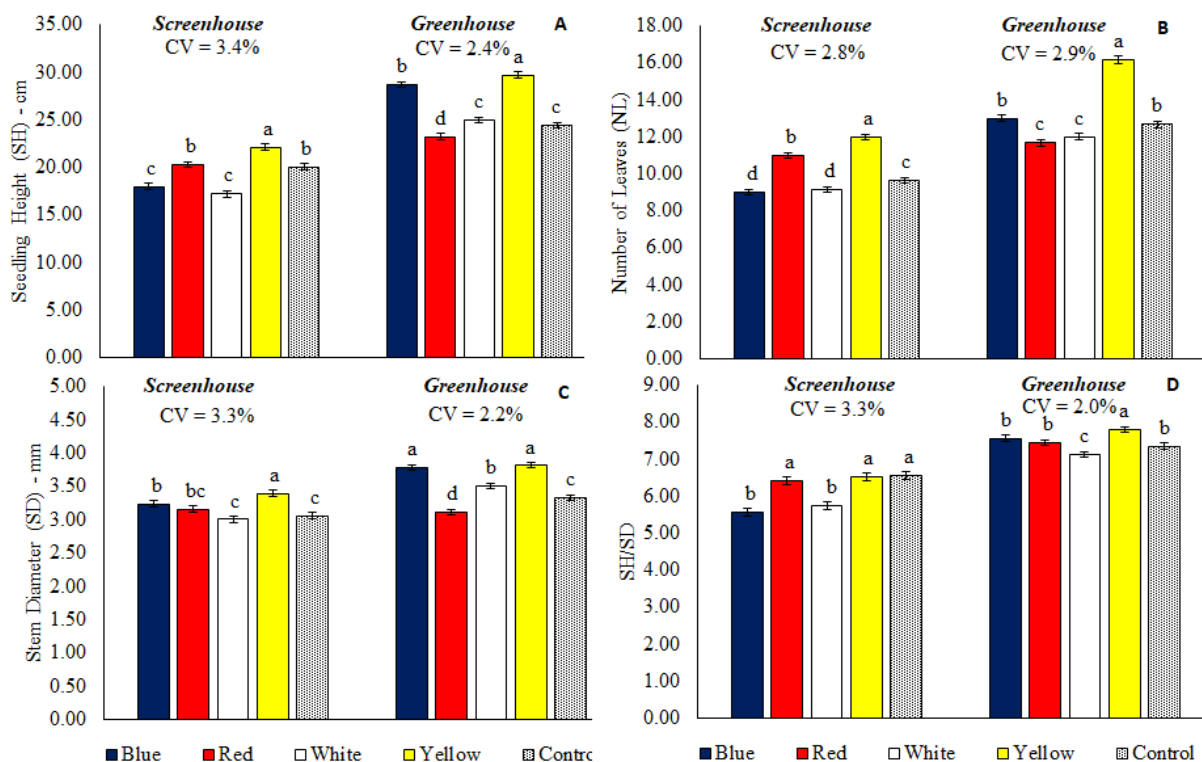 Screenhouse
CV = 3.4%
Greenhouse
CV = 2.4%
A
Seedling Height (SH) - cm
35.00
30.00
25.00
20.00
15.00
10.00
5.00
0.00
c
b
c
a
b
b
d
c
a
c
Screenhouse
CV = 2.8%
Greenhouse
CV = 2.9%
B
Number of Leaves (NL)
18.00
16.00
14.00
12.00
10.00
8.00
6.00
4.00
2.00
0.00
d
b
d
a
c
b
c
c
a
b
Screenhouse
CV = 3.3%
Greenhouse
CV = 2.2%
C
Stem Diameter (SD) - mm
5.00
4.50
4.00
3.50
3.00
2.50
2.00
1.50
1.00
0.50
0.00
b
bc
c
a
c
a
d
b
a
c
Blue
Red
White
Yellow
Control
Screenhouse
CV = 3.3%
Greenhouse
CV = 2.0%
D
SH/SD
9.00
8.00
7.00
6.00
5.00
4.00
3.00
2.00
1.00
0.00
b
a
b
a
a
b
b
c
a
b
Blue
Red
White
Yellow
Control